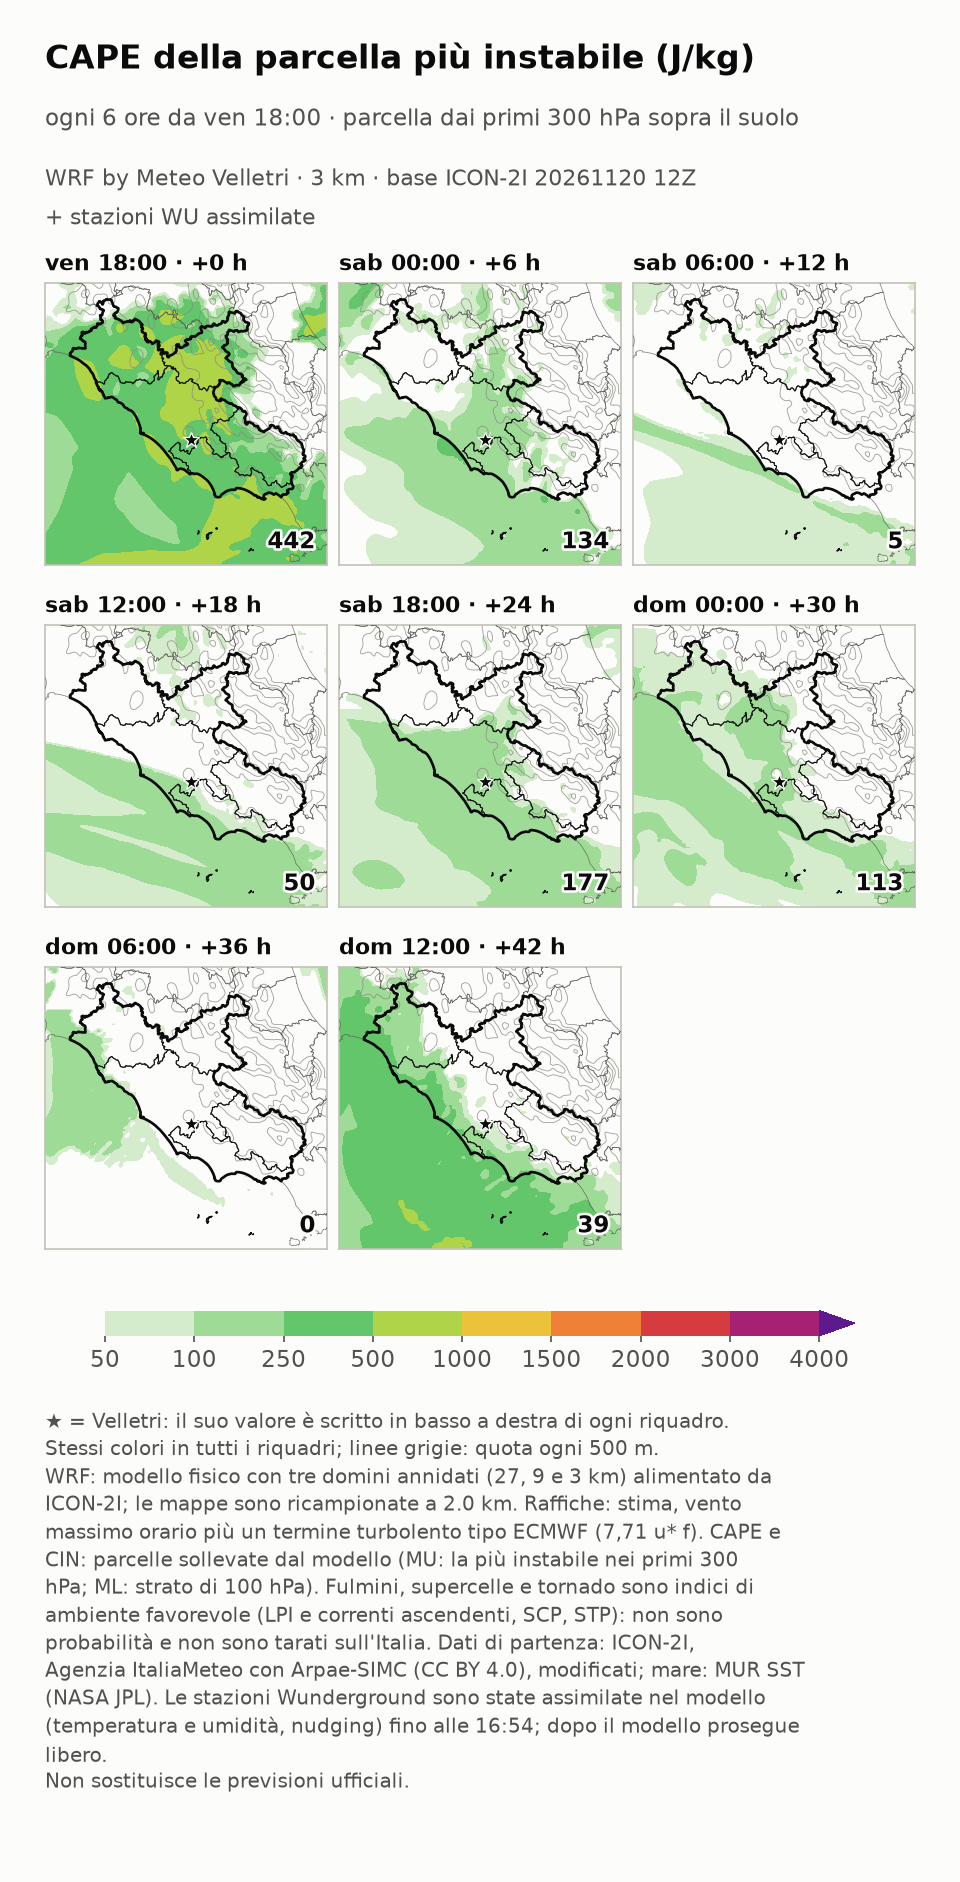 CAPE della parcella più instabile (J/kg)
ogni 6 ore da ven 18:00 · parcella dai primi 300 hPa sopra il suolo
WRF by Meteo Velletri · 3 km · base ICON-2I 20261120 12Z
+ stazioni WU assimilate
ven 18:00 · +0 h
442
sab 00:00 · +6 h
134
sab 06:00 · +12 h
5
sab 12:00 · +18 h
50
sab 18:00 · +24 h
177
dom 00:00 · +30 h
113
dom 06:00 · +36 h
0
dom 12:00 · +42 h
39
50 100 250 500 1000 1500 2000 3000 4000
★ = Velletri: il suo valore è scritto in basso a destra di ogni riquadro.
Stessi colori in tutti i riquadri; linee grigie: quota ogni 500 m.
WRF: modello fisico con tre domini annidati (27, 9 e 3 km) alimentato da
ICON-2I; le mappe sono ricampionate a 2.0 km. Raffiche: stima, vento
massimo orario più un termine turbolento tipo ECMWF (7,71 u* f). CAPE e
CIN: parcelle sollevate dal modello (MU: la più instabile nei primi 300
hPa; ML: strato di 100 hPa). Fulmini, supercelle e tornado sono indici di
ambiente favorevole (LPI e correnti ascendenti, SCP, STP): non sono
probabilità e non sono tarati sull'Italia. Dati di partenza: ICON-2I,
Agenzia ItaliaMeteo con Arpae-SIMC (CC BY 4.0), modificati; mare: MUR SST
(NASA JPL). Le stazioni Wunderground sono state assimilate nel modello
(temperatura e umidità, nudging) fino alle 16:54; dopo il modello prosegue
libero.
Non sostituisce le previsioni ufficiali.